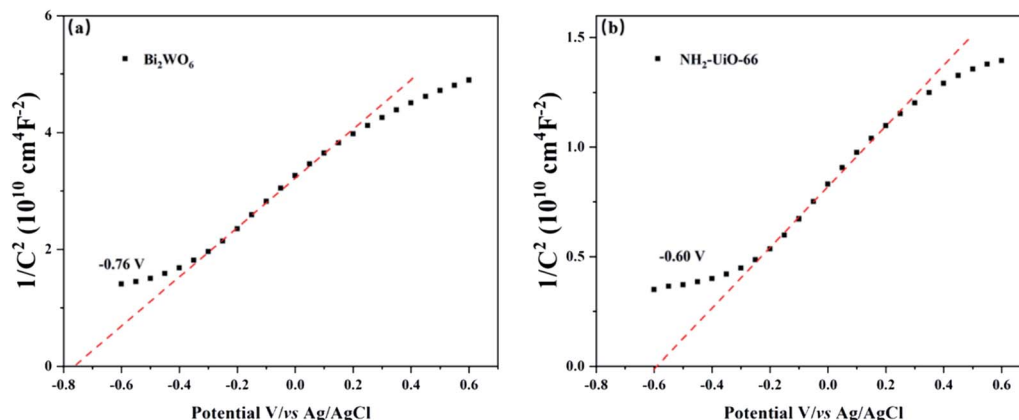 (a)
Bi₂WO₆
-0.76 V
1/C² (10¹⁰ cm⁴F⁻²)
6
4
2
0
-0.8 -0.6 -0.4 -0.2 0.0 0.2 0.4 0.6
Potential V/vs Ag/AgCl
(b)
NH₂-UiO-66
-0.60 V
1/C² (10¹⁰ cm⁴F⁻²)
1.5
1.0
0.5
0.0
-0.8 -0.6 -0.4 -0.2 0.0 0.2 0.4 0.6
Potential V/vs Ag/AgCl